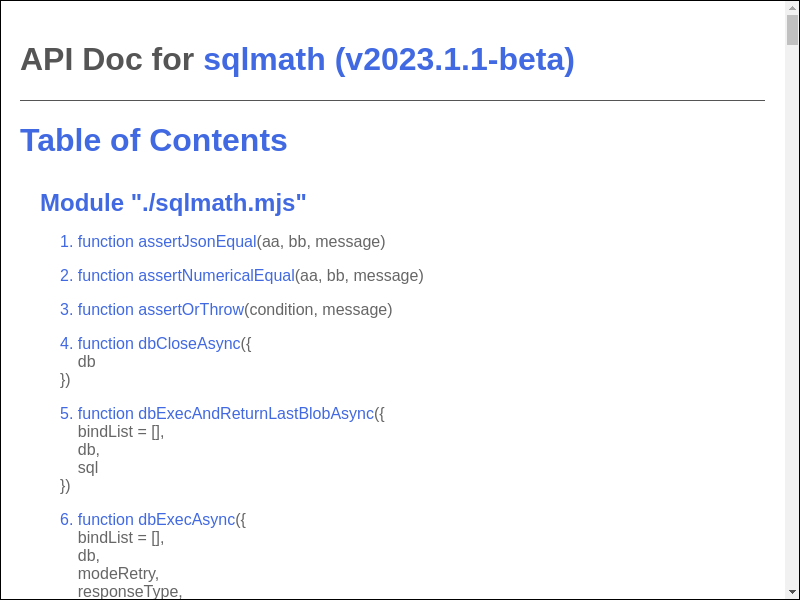 API Doc for sqlmath (v2023.1.1-beta)
Table of Contents
Module "./sqlmath.mjs"
1. function assertJsonEqual(aa, bb, message)
2. function assertNumericalEqual(aa, bb, message)
3. function assertOrThrow(condition, message)
4. function dbCloseAsync({
db
})
5. function dbExecAndReturnLastBlobAsync({
bindList = [],
db,
sql
})
6. function dbExecAsync({
bindList = [],
db,
modeRetry,
responseType,